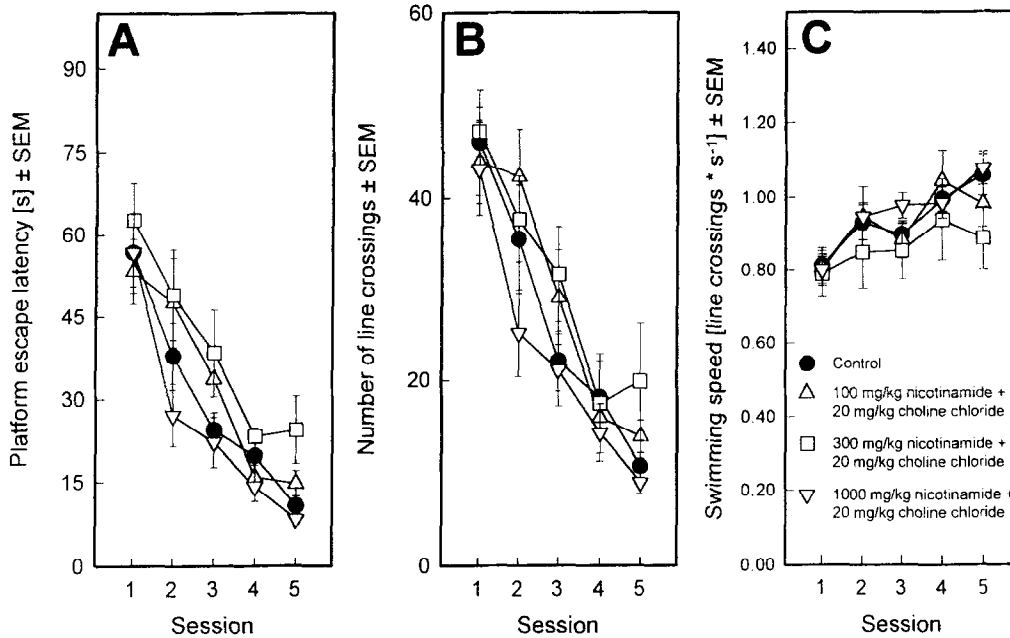 A
Platform escape latency [s] ± SEM
90
75
60
45
30
15
0
1 2 3 4 5
Session
B
Number of line crossings ± SEM
60
40
20
0
1 2 3 4 5
Session
C
Swimming speed [line crossings * s⁻¹] ± SEM
1.40
1.20
1.00
0.80
0.60
0.40
0.20
0.00
1 2 3 4 5
Session
Control
100 mg/kg nicotinamide +
20 mg/kg choline chloride
300 mg/kg nicotinamide +
20 mg/kg choline chloride
1000 mg/kg nicotinamide +
20 mg/kg choline chloride